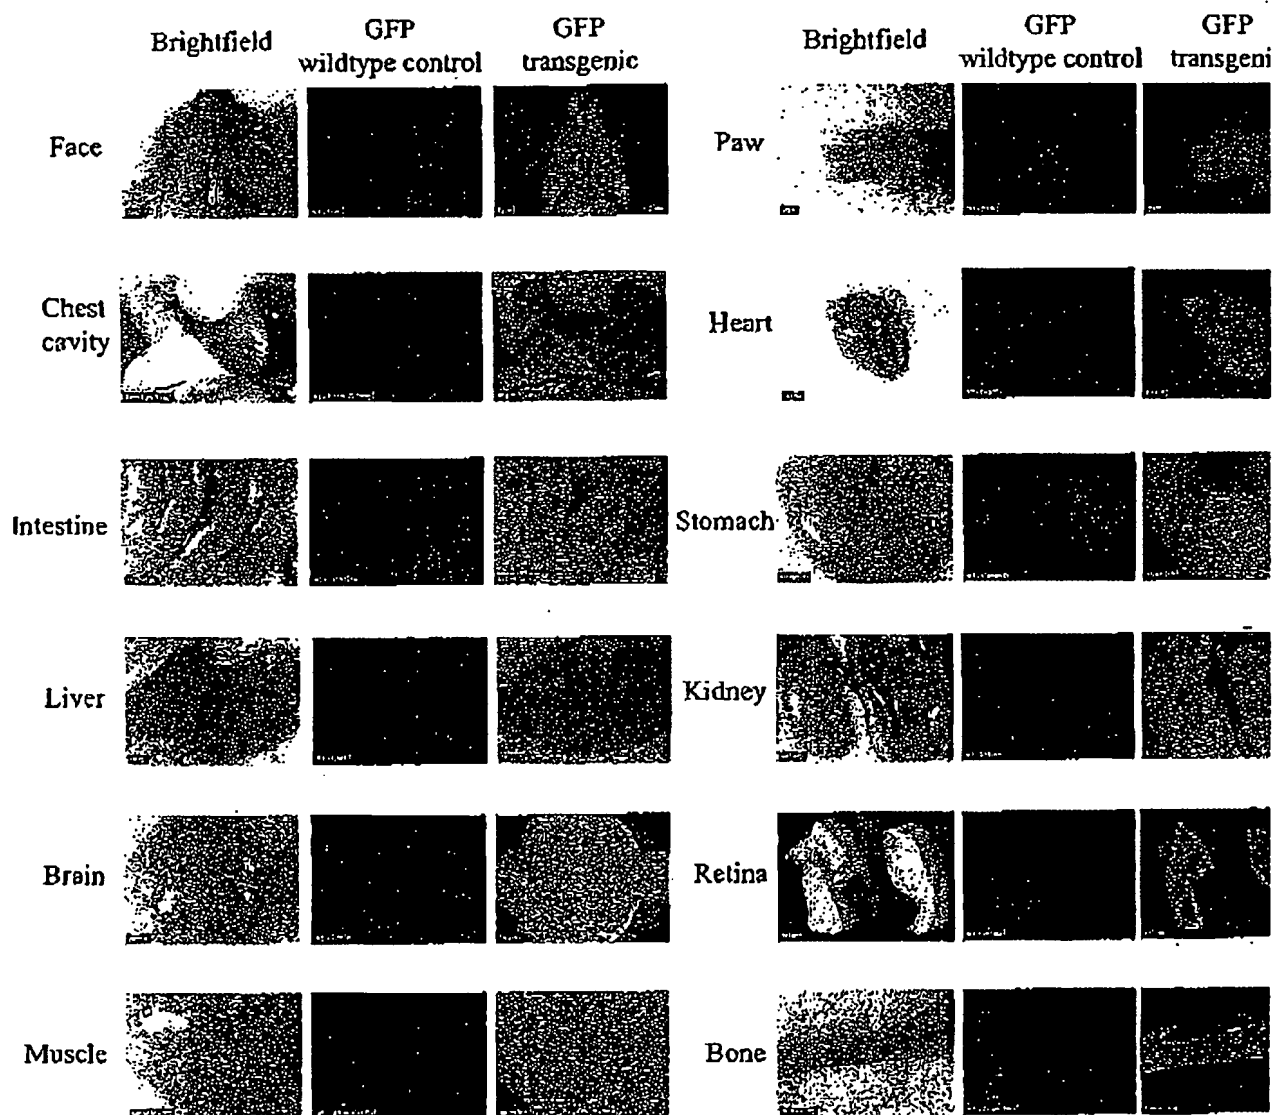 Brightfield
GFP
wildtype control
GFP
transgenic
Brightfield
GFP
wildtype control
GFP
transgeni
Face
Paw
Chest
cavity
Heart
Intestine
Stomach
Liver
Kidney
Brain
Retina
Muscle
Bone